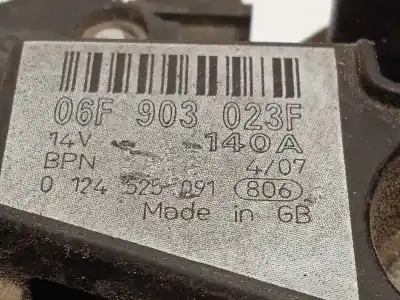 06F 903 023F
14V 140A
BPN 4/07
0 124 525 091 806
Made in GB